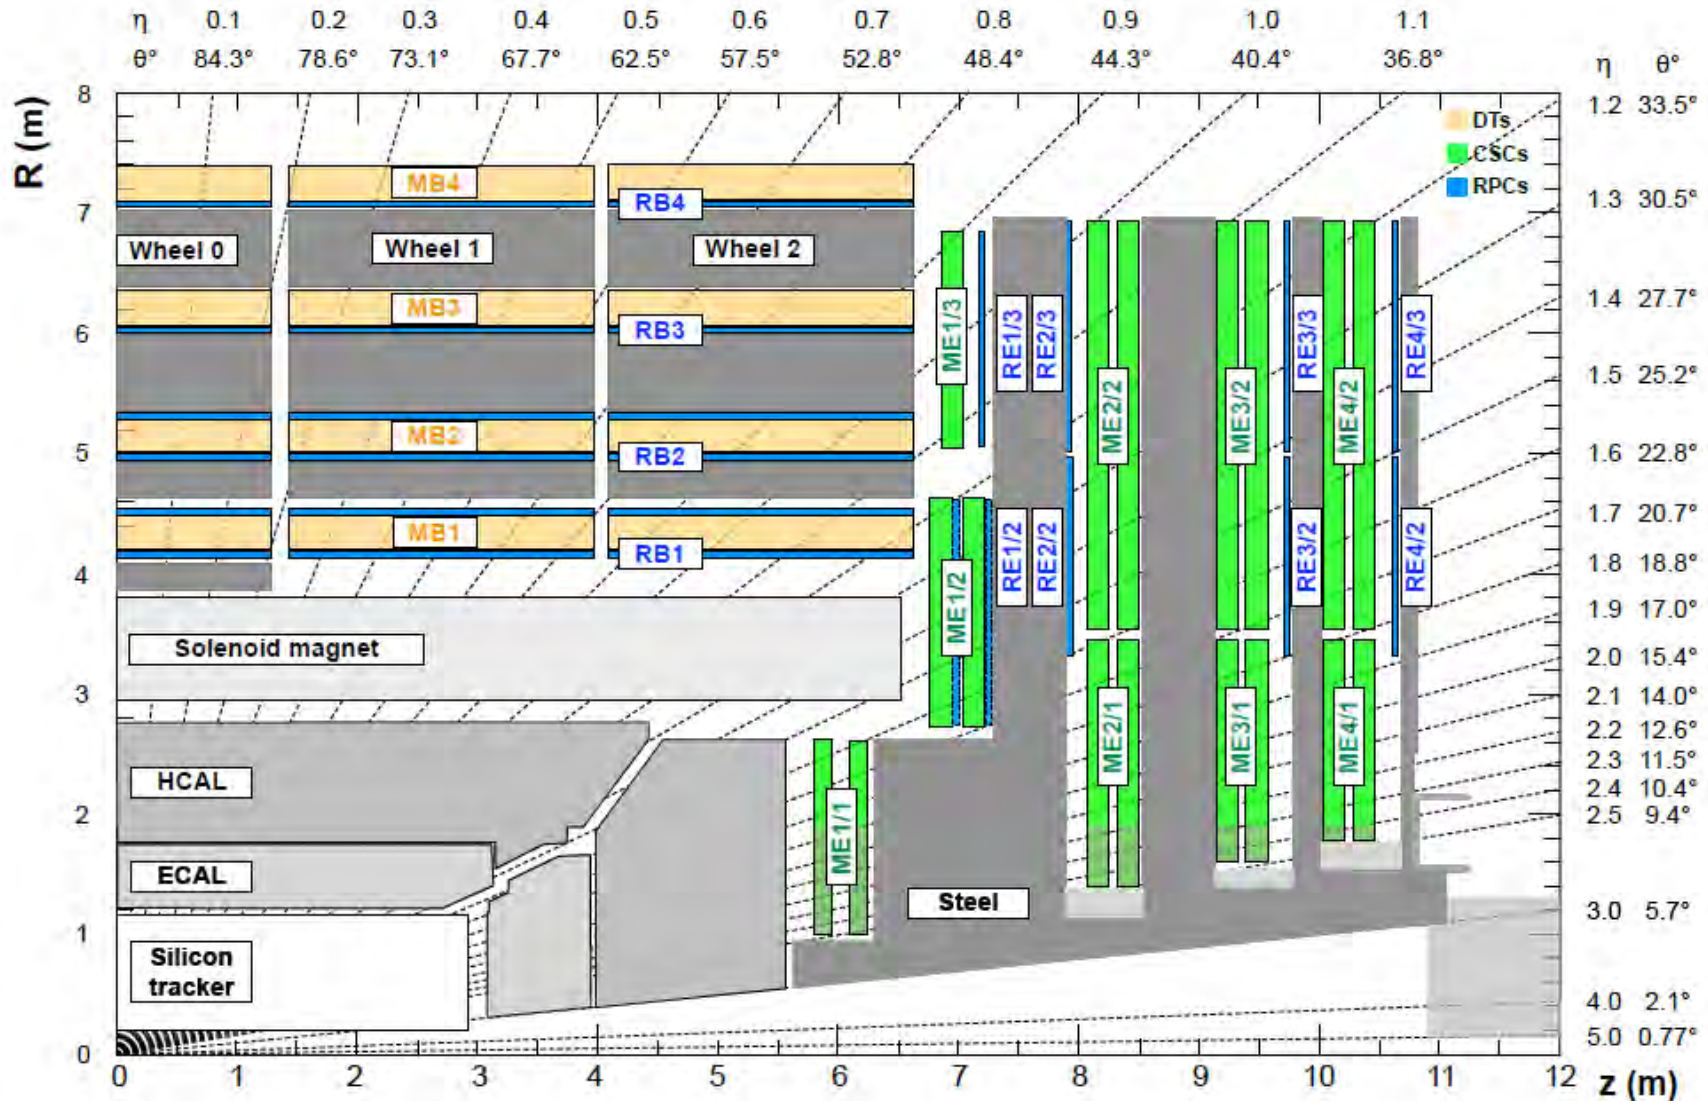 η 0.1 0.2 0.3 0.4 0.5 0.6 0.7 0.8 0.9 1.0 1.1
θ° 84.3° 78.6° 73.1° 67.7° 62.5° 57.5° 52.8° 48.4° 44.3° 40.4° 36.8° η θ°
R (m)
8
7
6
5
4
3
2
1
0
DTs
CSCs
RPCs
MB4
RB4
Wheel 0 Wheel 1 Wheel 2
MB3
RB3
MB2
RB2
MB1
RB1
Solenoid magnet
HCAL
ECAL
Silicon
tracker
Steel
ME1/3
RE1/3
RE2/3
ME2/2
ME3/2
RE3/3
ME4/2
RE4/3
ME1/2
RE1/2
RE2/2
RE3/2
RE4/2
ME1/1
ME2/1
ME3/1
ME4/1
1.2 33.5°
1.3 30.5°
1.4 27.7°
1.5 25.2°
1.6 22.8°
1.7 20.7°
1.8 18.8°
1.9 17.0°
2.0 15.4°
2.1 14.0°
2.2 12.6°
2.3 11.5°
2.4 10.4°
2.5 9.4°
3.0 5.7°
4.0 2.1°
5.0 0.77°
0 1 2 3 4 5 6 7 8 9 10 11 12
z (m)